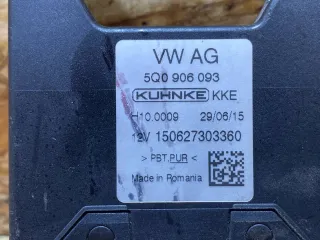 VW AG
5Q0 906 093
KUHNKE KKE
H10.0009 29/06/15
12V 150627303360
> PBT.PUR <
Made in Romania